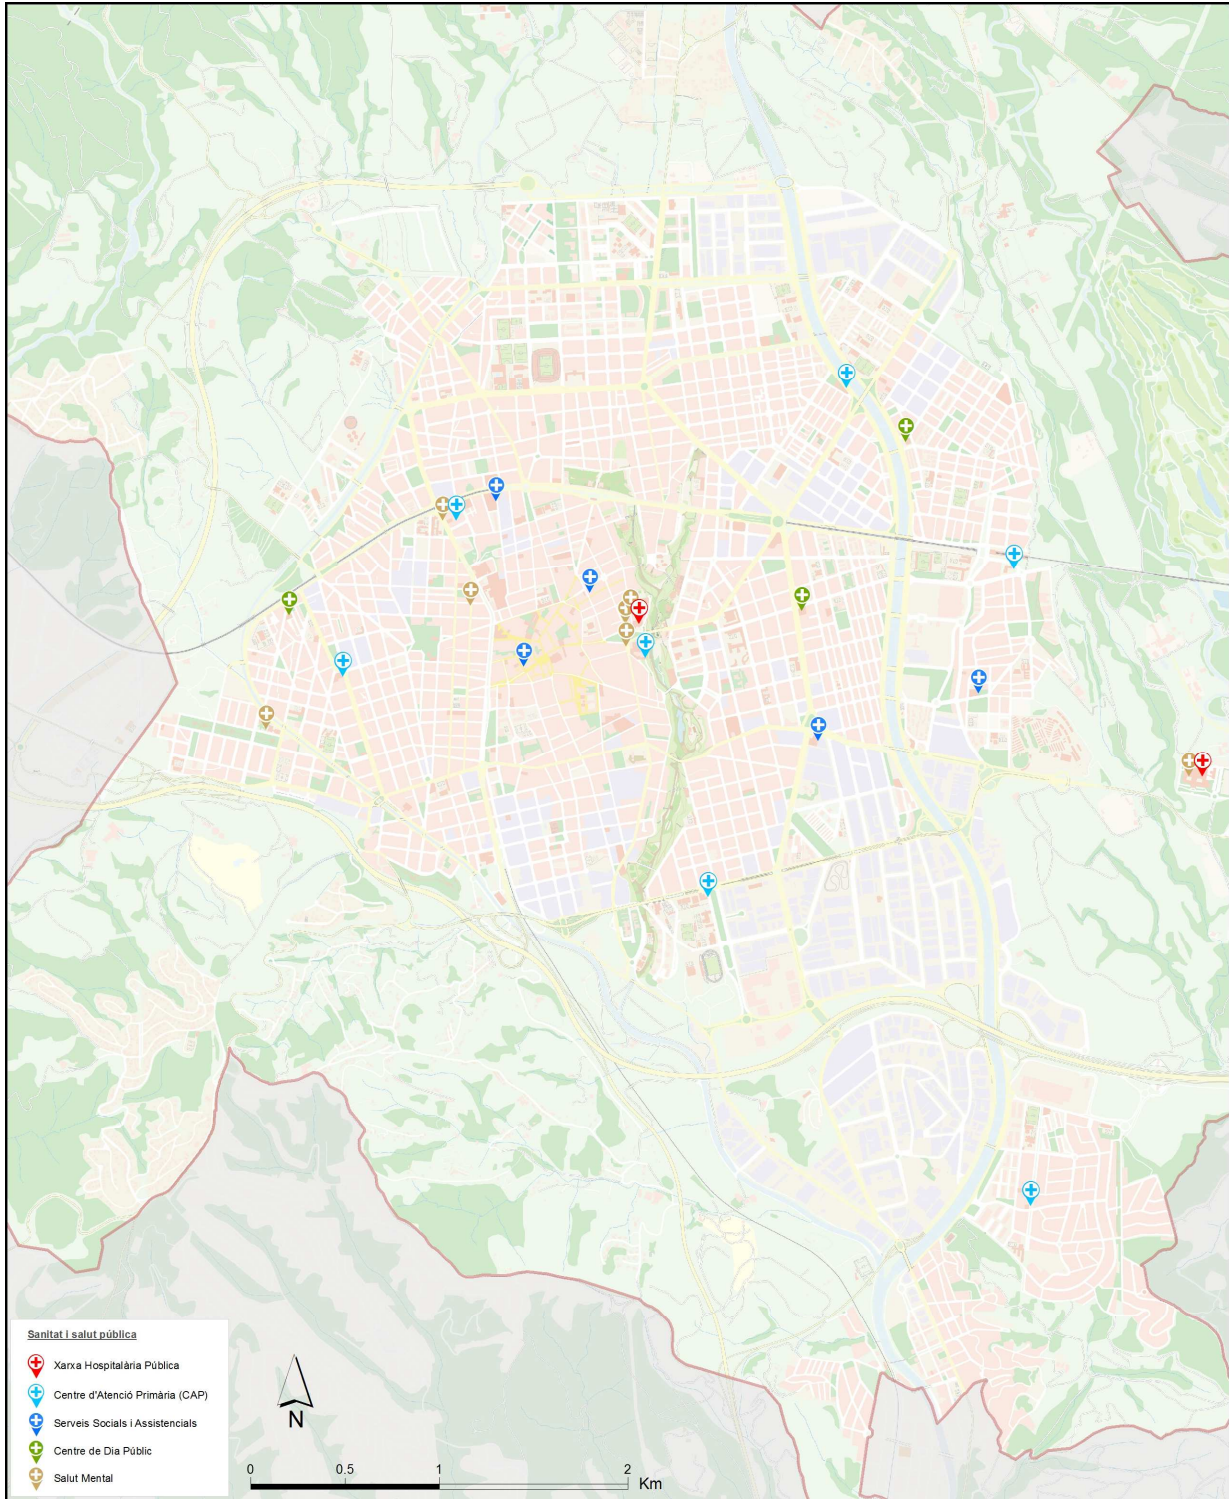 Sanitat i salut pública
Xarxa Hospitalària Pública
Centre d'Atenció Primària (CAP)
Serveis Socials i Assistencials
Centre de Dia Públic
Salut Mental
N
0 0.5 1 2 Km